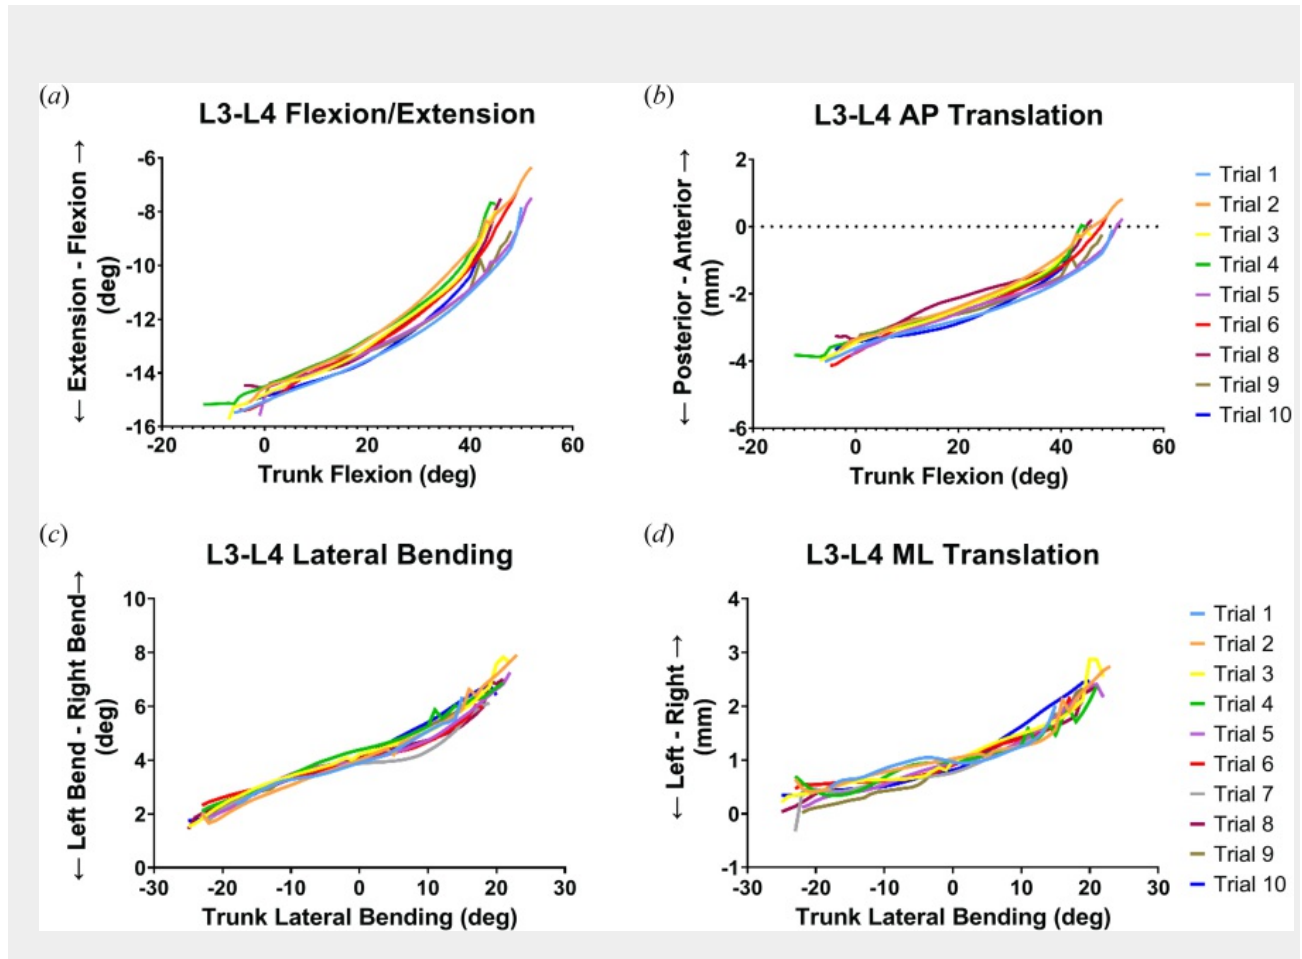 (a)
L3-L4 Flexion/Extension
← Extension - Flexion →
(deg)
-6
-8
-10
-12
-14
-16
-20
0
20
40
60
Trunk Flexion (deg)
(b)
L3-L4 AP Translation
← Posterior - Anterior →
(mm)
2
0
-2
-4
-6
-20
0
20
40
60
Trunk Flexion (deg)
Trial 1
Trial 2
Trial 3
Trial 4
Trial 5
Trial 6
Trial 8
Trial 9
Trial 10
(c)
L3-L4 Lateral Bending
← Left Bend - Right Bend→
(deg)
10
8
6
4
2
0
-30
-20
-10
0
10
20
30
Trunk Lateral Bending (deg)
(d)
L3-L4 ML Translation
← Left - Right →
(mm)
4
3
2
1
0
-1
-30
-20
-10
0
10
20
30
Trunk Lateral Bending (deg)
Trial 1
Trial 2
Trial 3
Trial 4
Trial 5
Trial 6
Trial 7
Trial 8
Trial 9
Trial 10